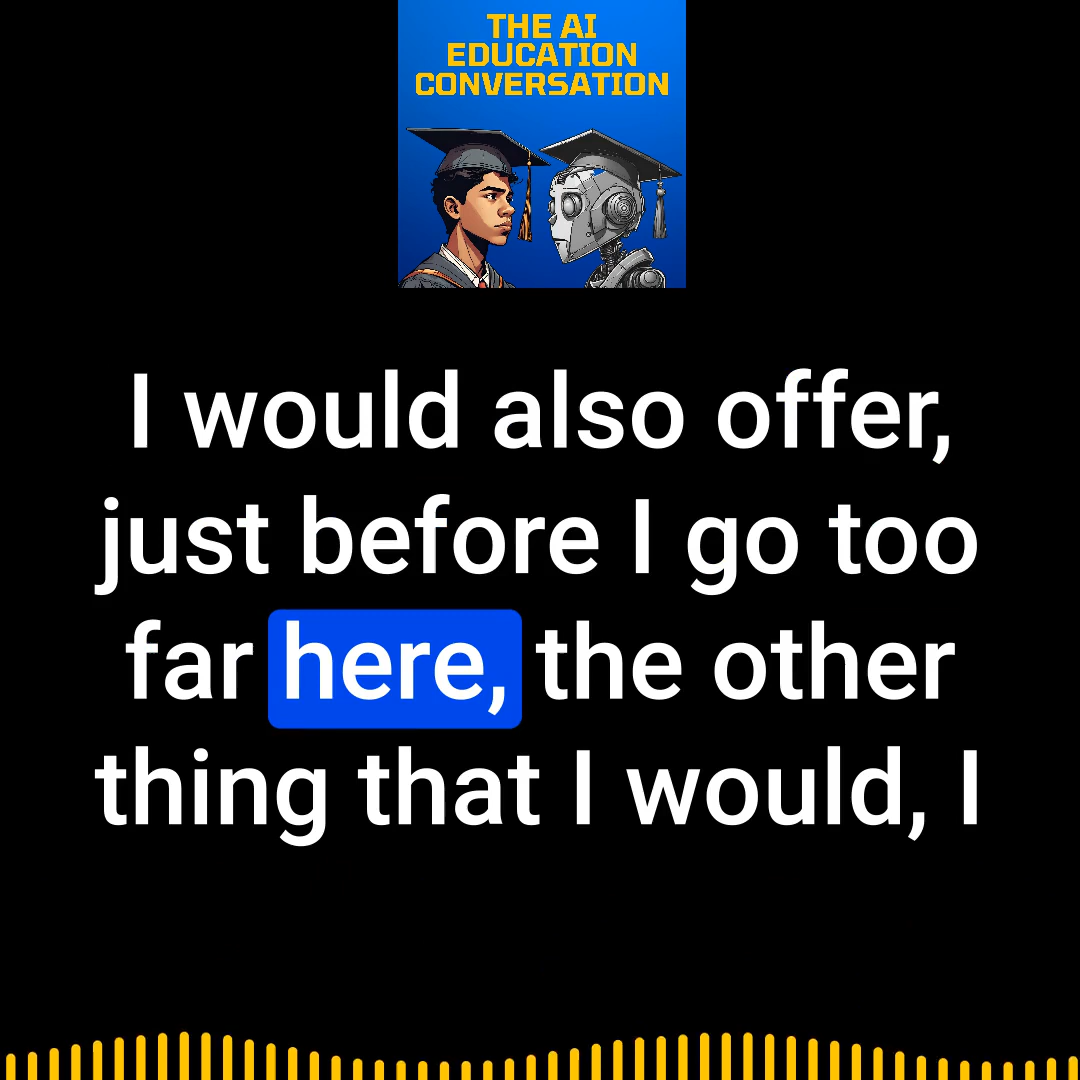 THE AI
EDUCATION
CONVERSATION
I would also offer,
just before I go too
far here, the other
thing that I would, I